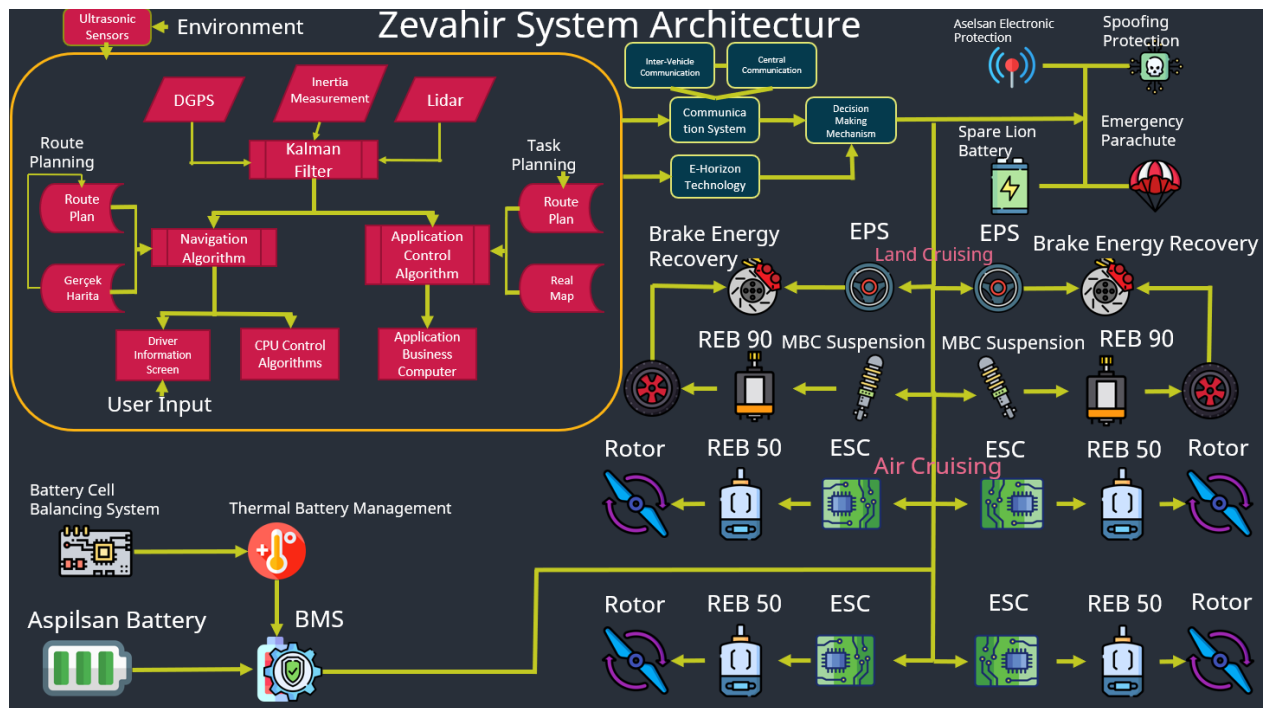 Zevahir System Architecture
Ultrasonic
Sensors
Environment
DGPS
Inertia
Measurement
Lidar
Kalman
Filter
Route
Planning
Route
Plan
Gerçek
Harita
Navigation
Algorithm
Application
Control
Algorithm
Task
Planning
Route
Plan
Real
Map
Driver
Information
Screen
CPU Control
Algorithms
Application
Business
Computer
User Input
Inter-Vehicle
Communication
Central
Communication
Communica
tion System
Decision
Making
Mechanism
E-Horizon
Technology
Aselsan Electronic
Protection
Spoofing
Protection
Spare Lion
Battery
Emergency
Parachute
Brake Energy
Recovery
EPS
Land Cruising
EPS
Brake Energy Recovery
REB 90
MBC Suspension
MBC Suspension
REB 90
Rotor
REB 50
ESC
Air Cruising
ESC
REB 50
Rotor
Battery Cell
Balancing System
Thermal Battery Management
Aspilsan Battery
BMS
Rotor
REB 50
ESC
ESC
REB 50
Rotor